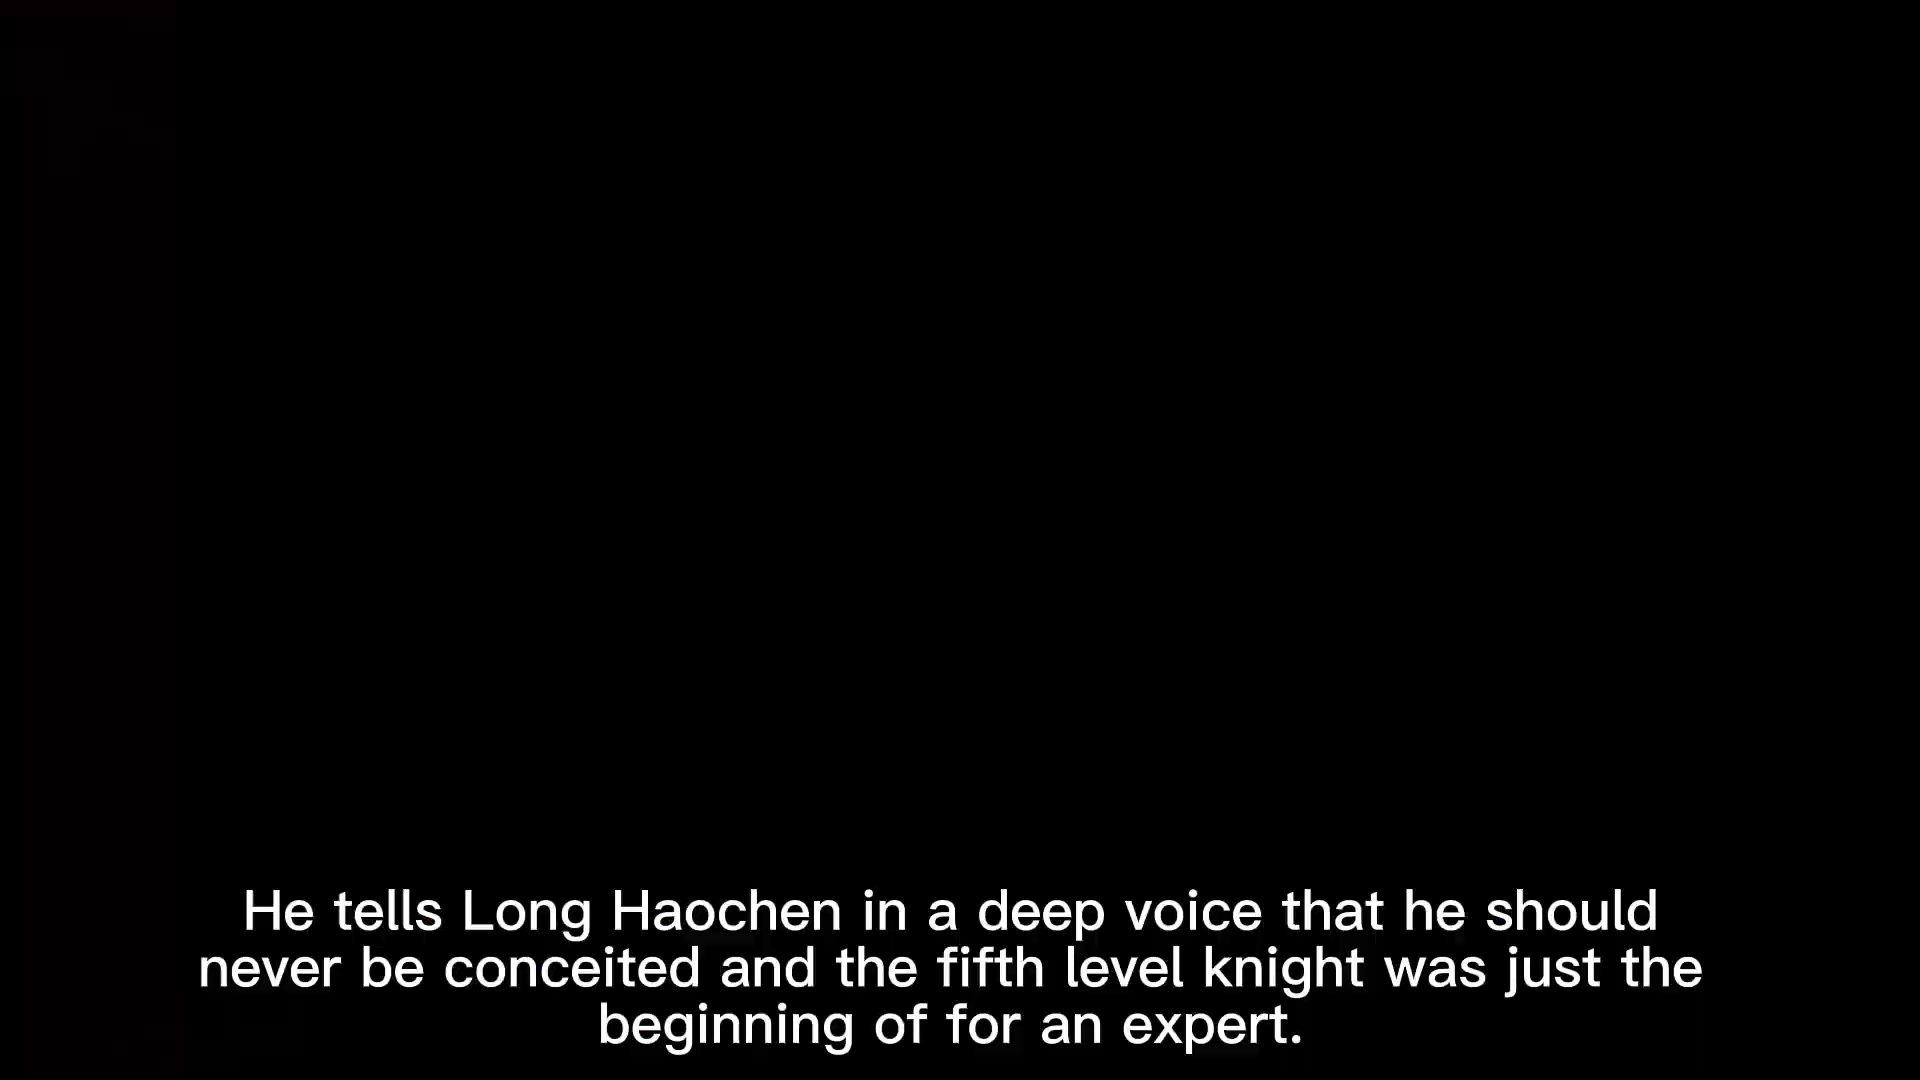 He tells Long Haochen in a deep voice that he should
never be conceited and the fifth level knight was just the
beginning of for an expert.